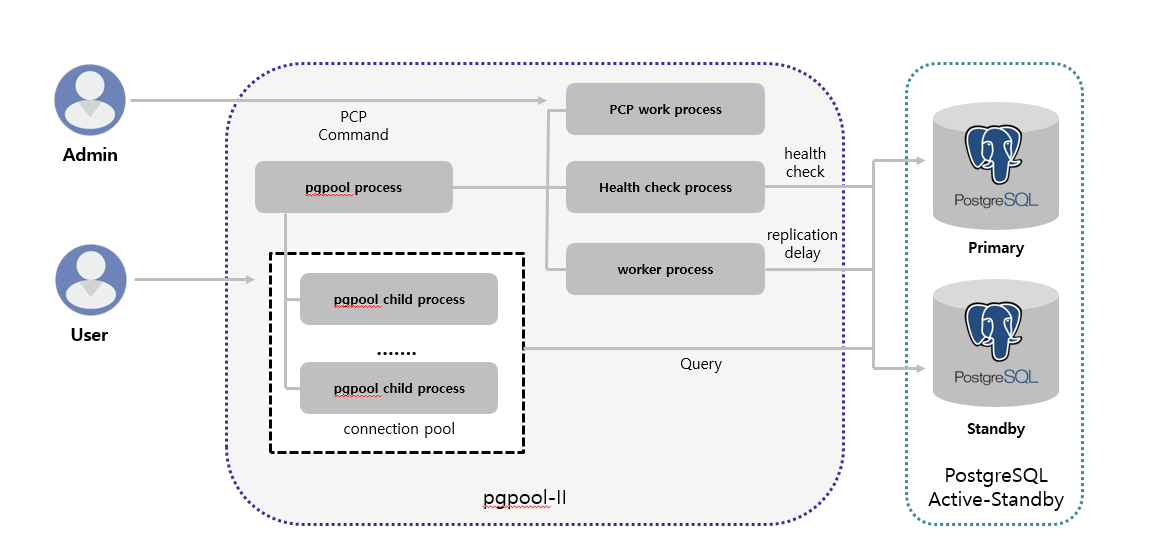 Admin
PCP
Command
PCP work process
pgpool process
Health check process
health
check
PostgreSQL
Primary
replication
delay
worker process
User
pgpool child process
.......
pgpool child process
connection pool
Query
PostgreSQL
Standby
pgpool-II
PostgreSQL
Active-Standby